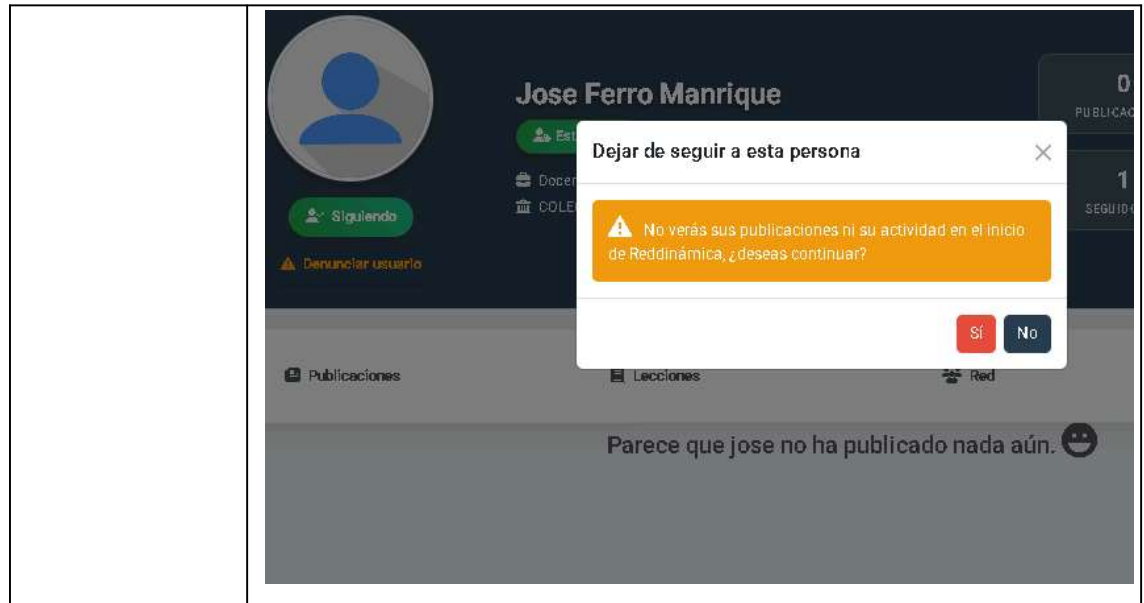 Jose Ferro Manrique
0
Dejar de seguir a esta persona
1
Siguiendo
No verás sus publicaciones ni su actividad en el inicio
de Reddinámica, ¿deseas continuar?
Denunciar usuario
Sí No
Publicaciones Lecciones Red
Parece que jose no ha publicado nada aún.